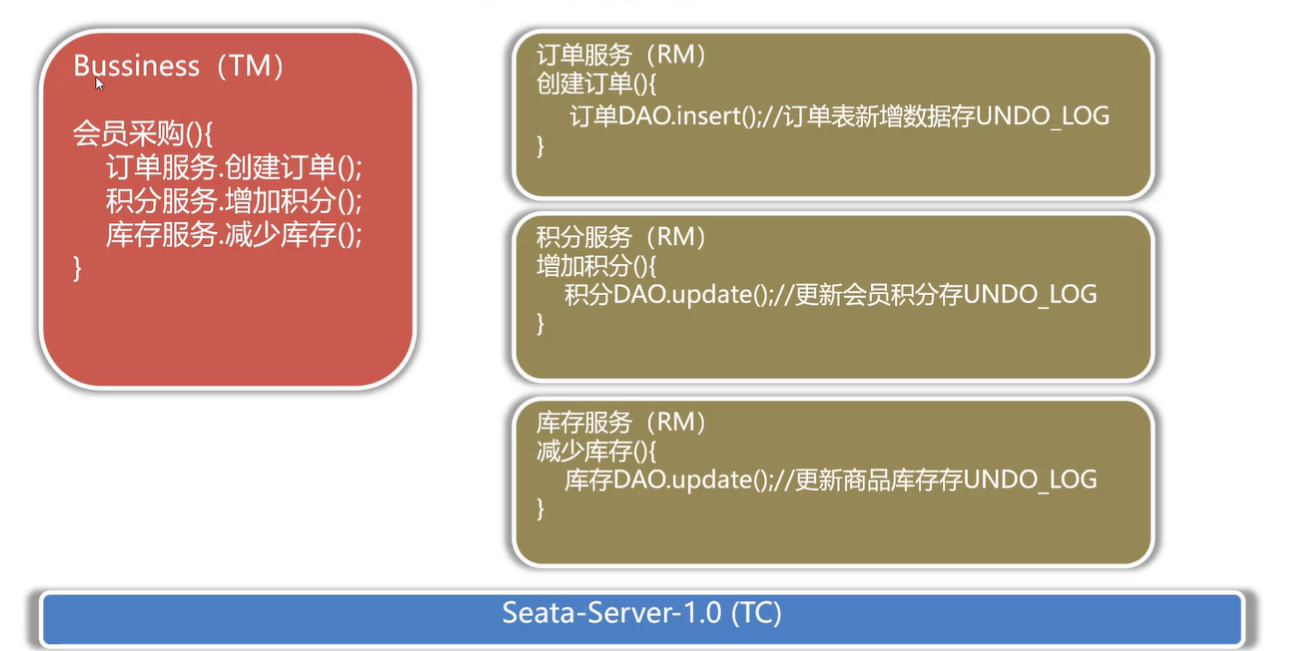 Bussiness（TM）
会员采购(){
订单服务.创建订单();
积分服务.增加积分();
库存服务.减少库存();
}
订单服务（RM）
创建订单(){
订单DAO.insert();//订单表新增数据存UNDO_LOG
}
积分服务（RM）
增加积分(){
积分DAO.update();//更新会员积分存UNDO_LOG
}
库存服务（RM）
减少库存(){
库存DAO.update();//更新商品库存存UNDO_LOG
}
Seata-Server-1.0 (TC)